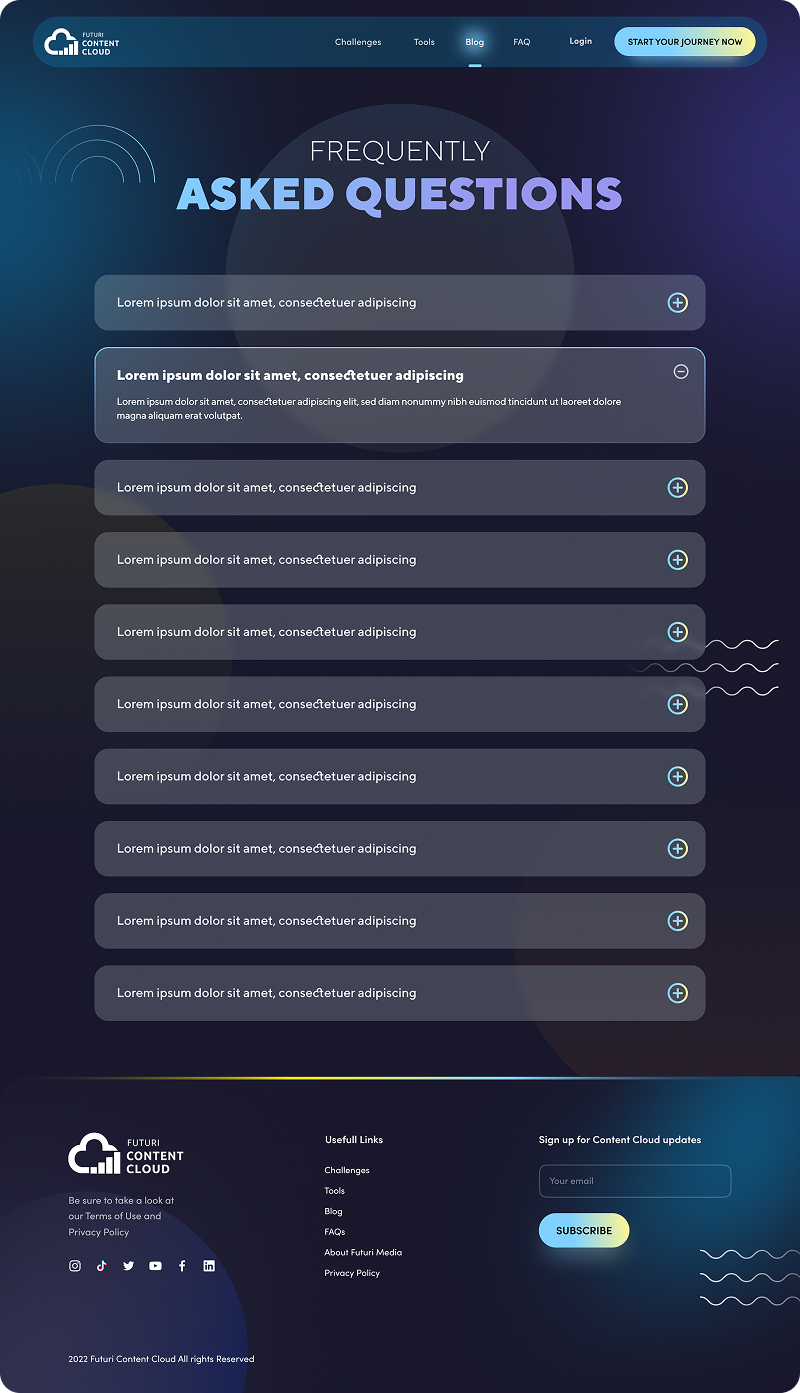 FUTURI
CONTENT
CLOUD
Challenges
Tools
Blog
FAQ
Login
START YOUR JOURNEY NOW
FREQUENTLY
ASKED QUESTIONS
Lorem ipsum dolor sit amet, consectetuer adipiscing
Lorem ipsum dolor sit amet, consectetuer adipiscing
Lorem ipsum dolor sit amet, consectetuer adipiscing elit, sed diam nonummy nibh euismod tincidunt ut laoreet dolore
magna aliquam erat volutpat.
Lorem ipsum dolor sit amet, consectetuer adipiscing
Lorem ipsum dolor sit amet, consectetuer adipiscing
Lorem ipsum dolor sit amet, consectetuer adipiscing
Lorem ipsum dolor sit amet, consectetuer adipiscing
Lorem ipsum dolor sit amet, consectetuer adipiscing
Lorem ipsum dolor sit amet, consectetuer adipiscing
Lorem ipsum dolor sit amet, consectetuer adipiscing
Lorem ipsum dolor sit amet, consectetuer adipiscing
FUTURI
CONTENT
CLOUD
Be sure to take a look at
our Terms of Use and
Privacy Policy
Usefull Links
Challenges
Tools
Blog
FAQs
About Futuri Media
Privacy Policy
Sign up for Content Cloud updates
Your email
SUBSCRIBE
2022 Futuri Content Cloud All rights Reserved